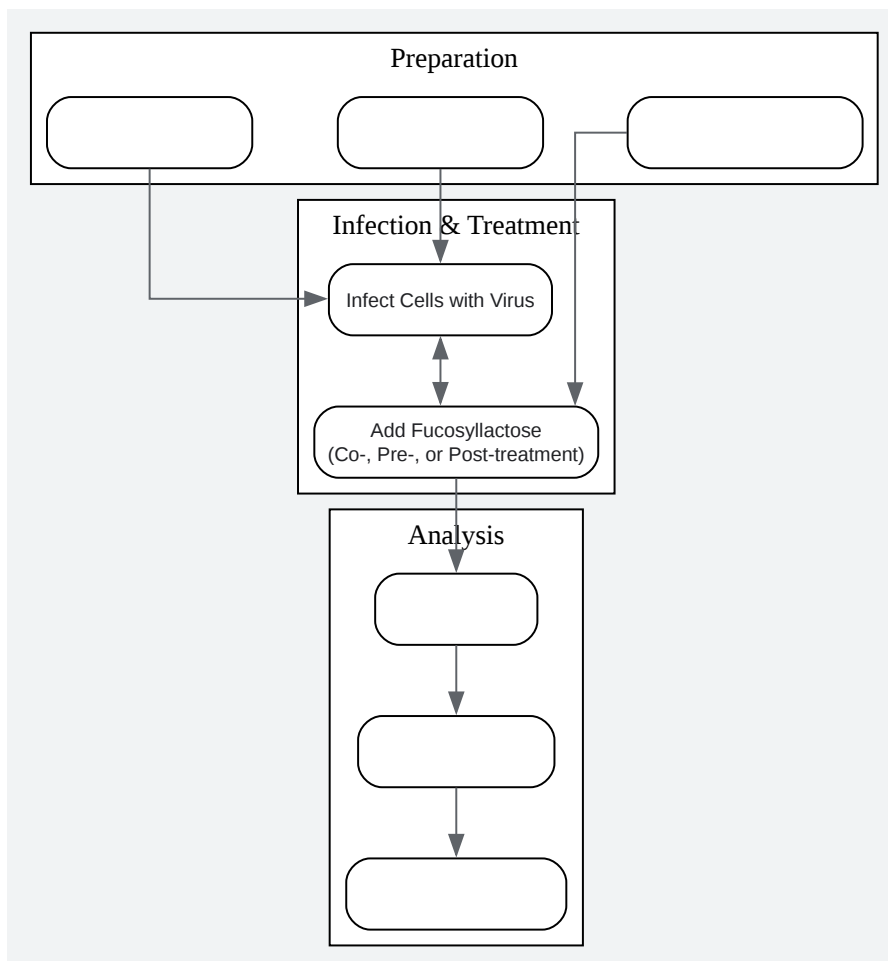 Preparation
Infection & Treatment
Infect Cells with Virus
Add Fucosyllactose
(Co-, Pre-, or Post-treatment)
Analysis